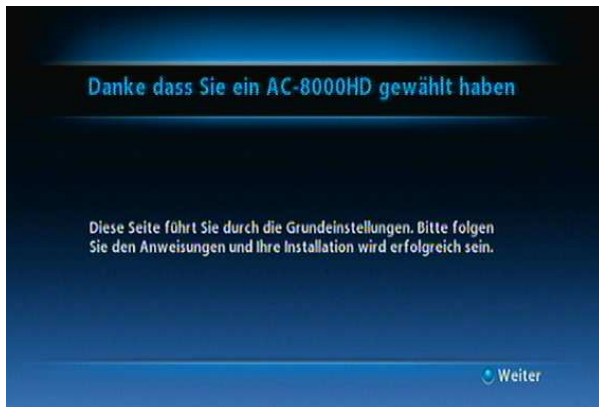 Danke dass Sie ein AC-8000HD gewählt haben
Diese Seite führt Sie durch die Grundeinstellungen. Bitte folgen
Sie den Anweisungen und Ihre Installation wird erfolgreich sein.
Weiter